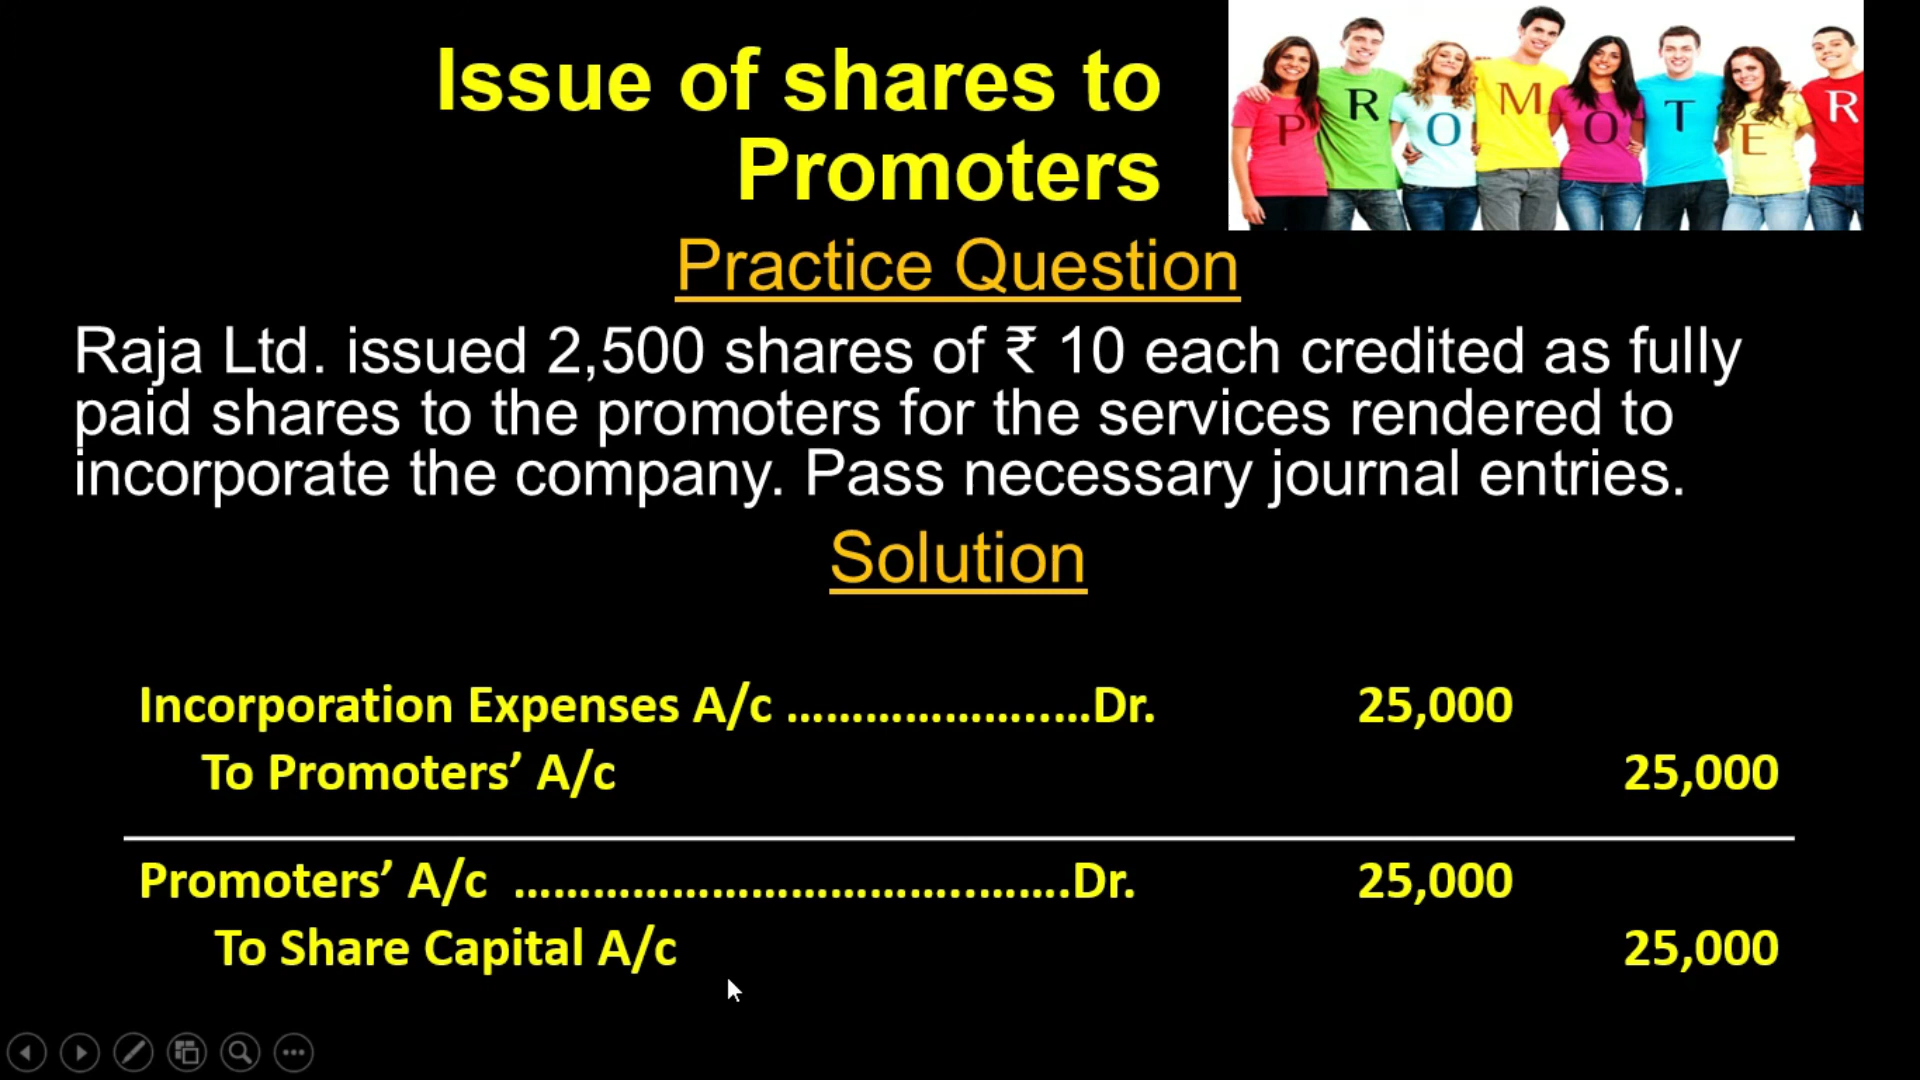 Issue of shares to
Promoters
P R O M O T E R
Practice Question
Raja Ltd. issued 2,500 shares of ₹ 10 each credited as fully
paid shares to the promoters for the services rendered to
incorporate the company. Pass necessary journal entries.
Solution
Incorporation Expenses A/c …………………..…Dr. 25,000
To Promoters’ A/c 25,000
Promoters’ A/c ……………………………..…….Dr. 25,000
To Share Capital A/c 25,000